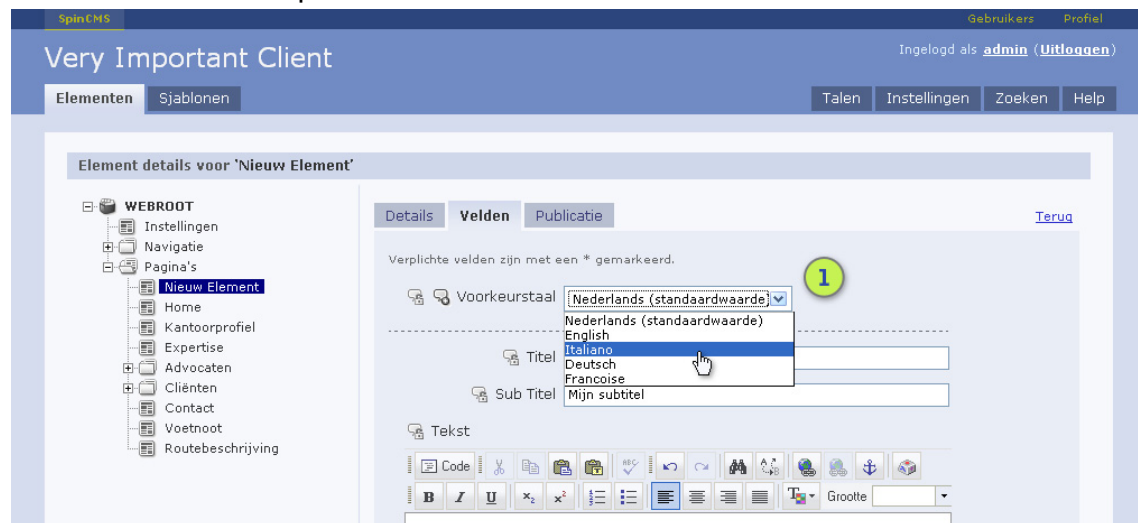 SpinCMS
Gebruikers Profiel
Very Important Client
Ingelogd als admin (Uitloggen)
Elementen Sjablonen
Talen Instellingen Zoeken Help
Element details voor 'Nieuw Element'
WEBROOT
Instellingen
Navigatie
Pagina's
Nieuw Element
Home
Kantoorprofiel
Expertise
Advocaten
Cliënten
Contact
Voetnoot
Routebeschrijving
Details Velden Publicatie
Terug
Verplichte velden zijn met een * gemarkeerd.
1
Voorkeurstaal Nederlands (standaardwaarde)
Nederlands (standaardwaarde)
English
Italiano
Deutsch
Francoise
Titel
Sub Titel Mijn subtitel
Tekst
Code ABC
B I U x₂ x² T Grootte